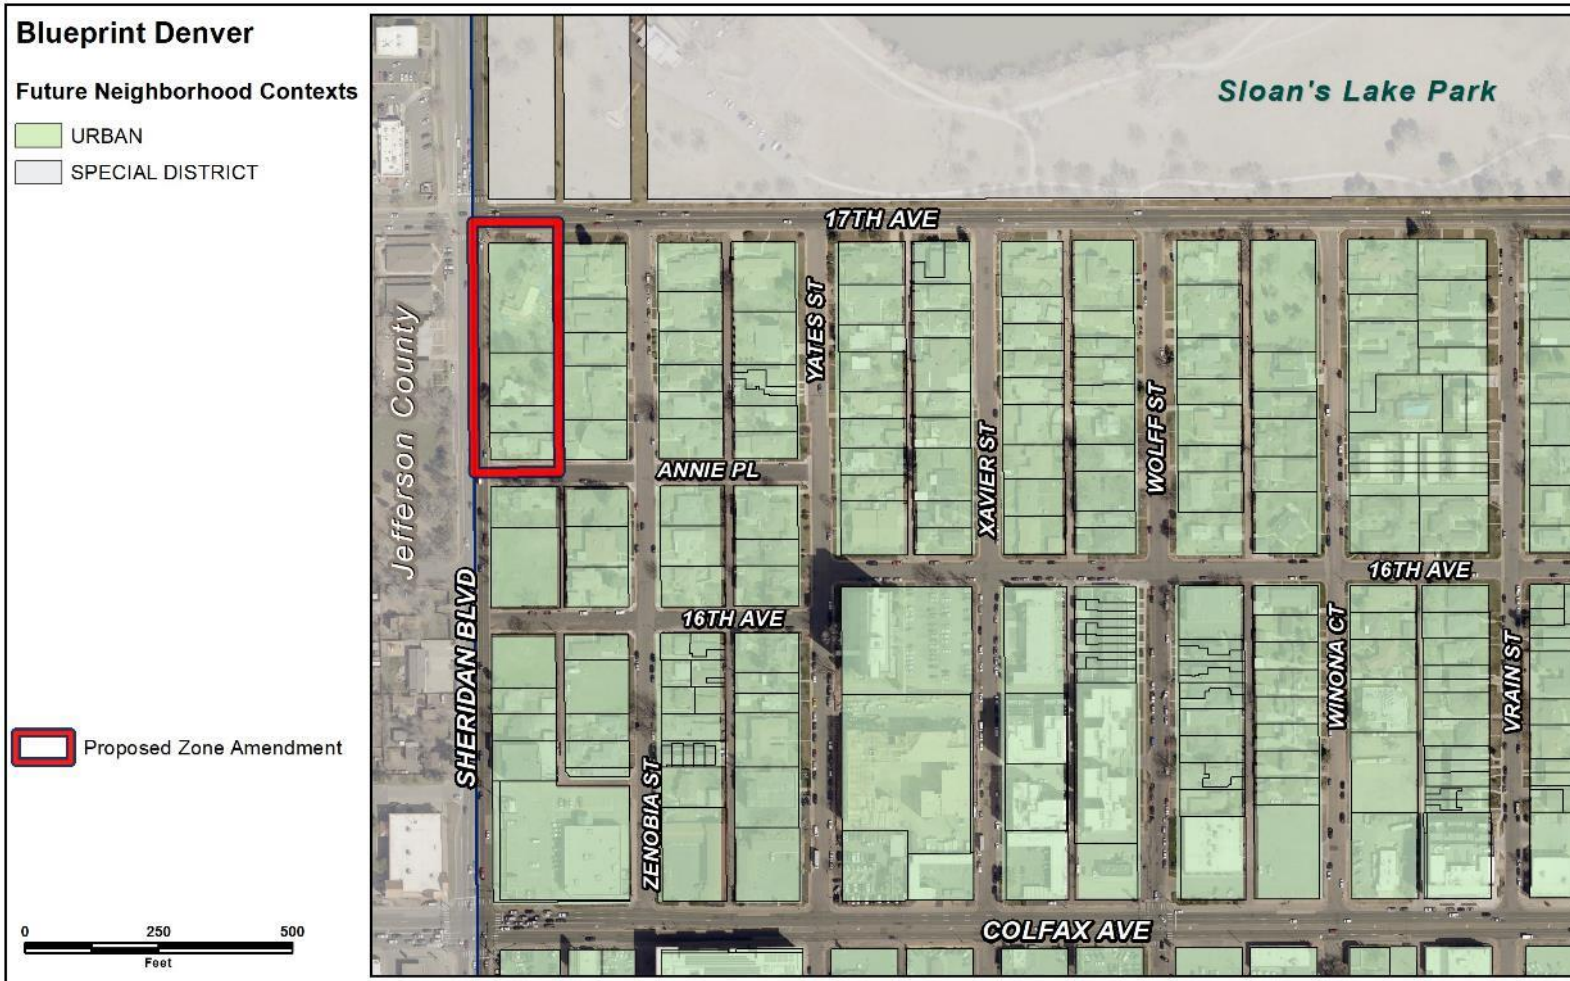 Blueprint Denver
Future Neighborhood Contexts
URBAN
SPECIAL DISTRICT
Proposed Zone Amendment
0 250 500
Feet
Sloan's Lake Park
17TH AVE
Jefferson County
YATES ST
ANNIE PL
XAVIER ST
WOLFF ST
16TH AVE
SHERIDAN BLVD
16TH AVE
WINONA CT
VRAIN ST
ZENOBIA ST
COLFAX AVE